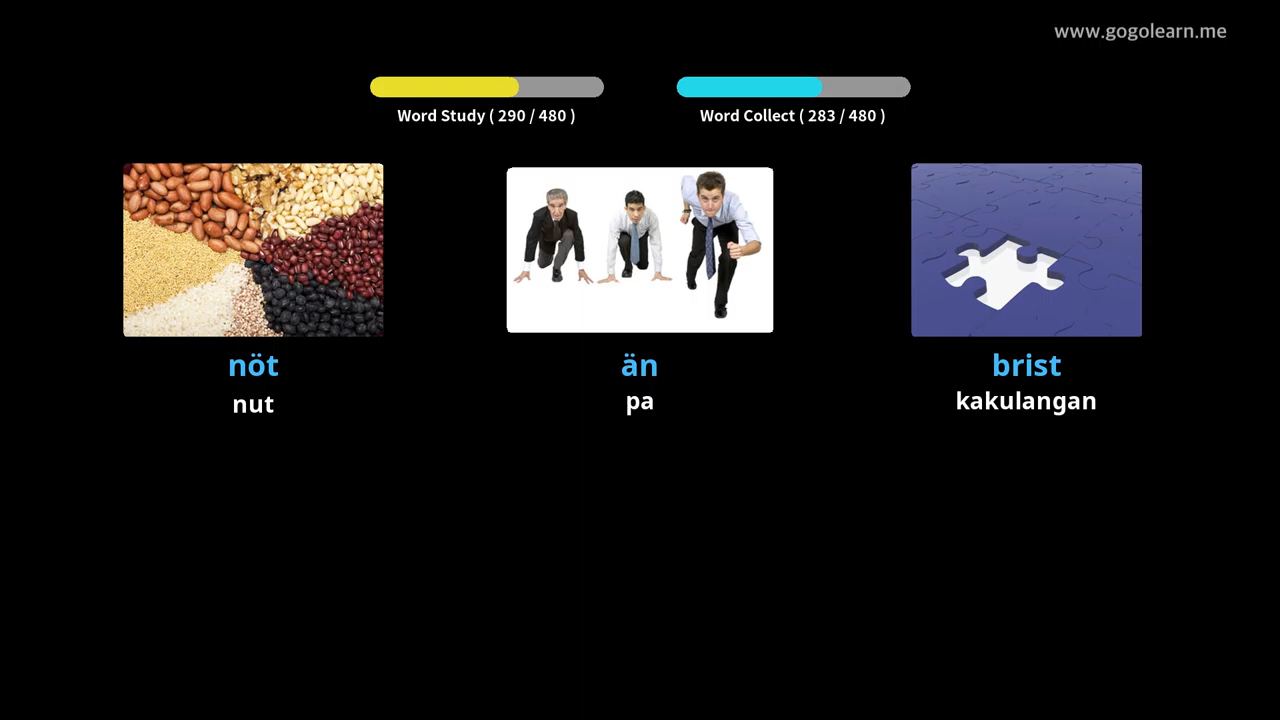 www.gogolearn.me
Word Study ( 290 / 480 )
Word Collect ( 283 / 480 )
nöt
nut
än
pa
brist
kakulangan